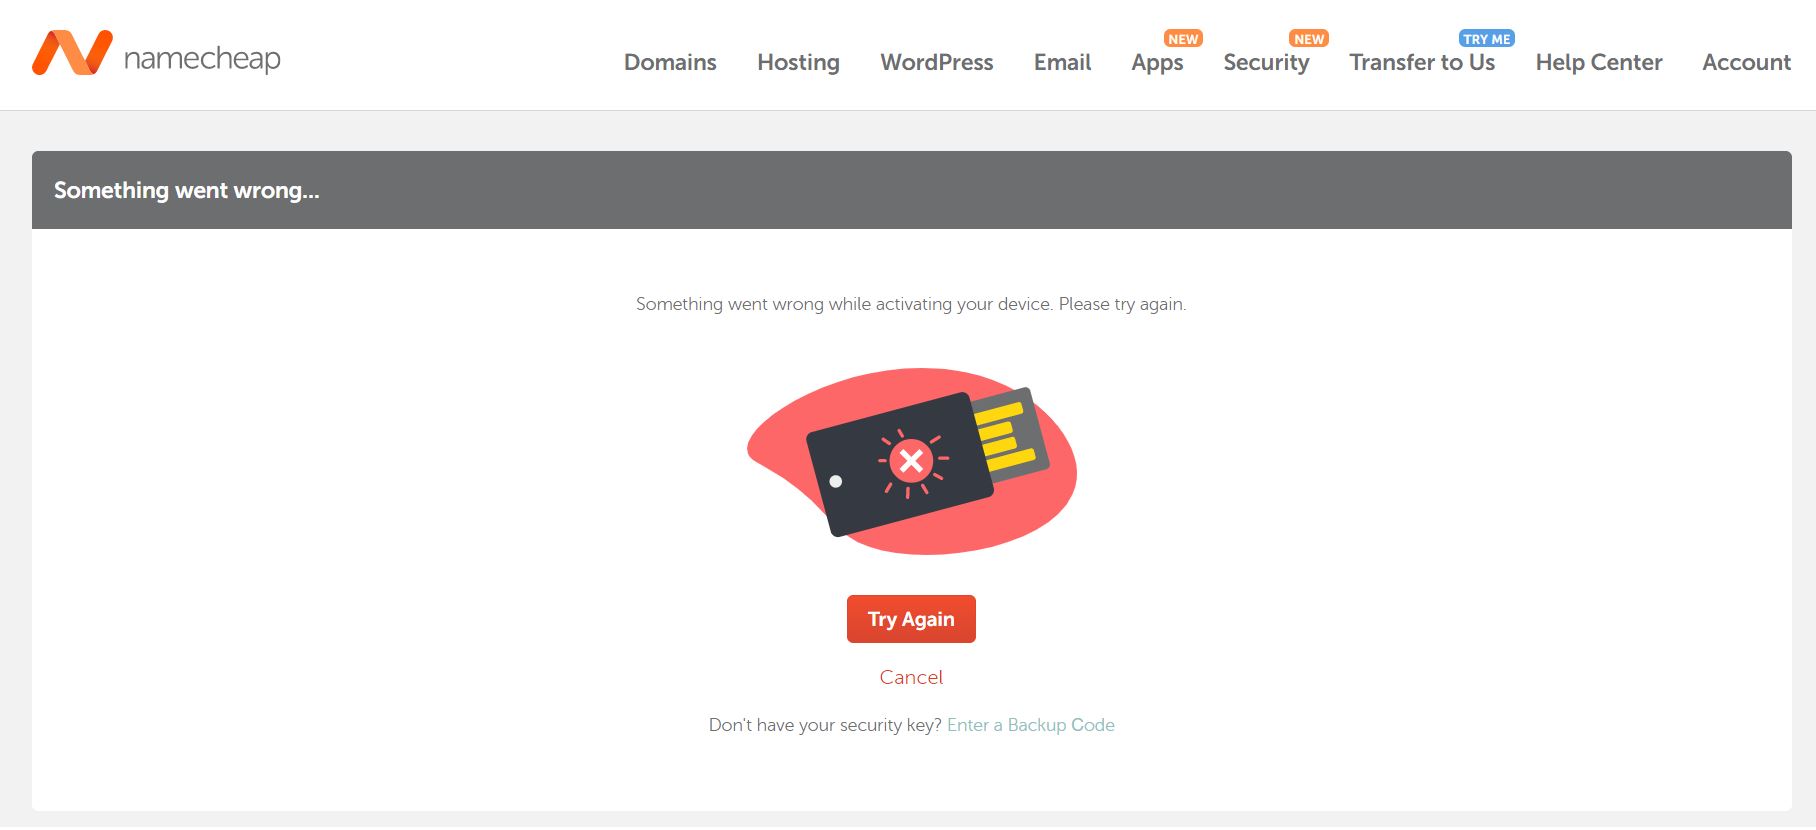 namecheap
NEW NEW TRY ME
Domains Hosting WordPress Email Apps Security Transfer to Us Help Center Account
Something went wrong...
Something went wrong while activating your device. Please try again.
Try Again
Cancel
Don't have your security key? Enter a Backup Code